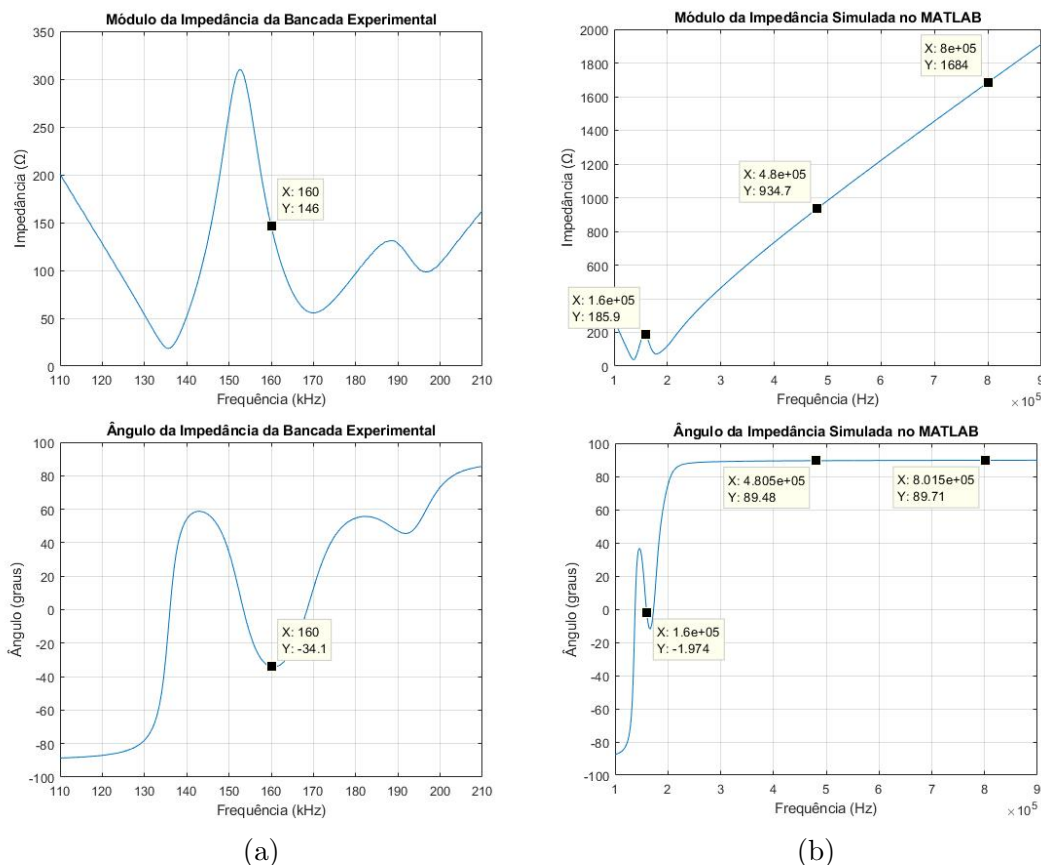 Módulo da Impedância da Bancada Experimental
350
300
250
200
150
100
50
0
Impedância (Ω)
X: 160
Y: 146
110 120 130 140 150 160 170 180 190 200 210
Frequência (kHz)
Módulo da Impedância Simulada no MATLAB
2000
1800
1600
1400
1200
1000
800
600
400
200
0
Impedância (Ω)
X: 8e+05
Y: 1684
X: 4.8e+05
Y: 934.7
X: 1.6e+05
Y: 185.9
1 2 3 4 5 6 7 8 9
Frequência (Hz)
× 10^5
Ângulo da Impedância da Bancada Experimental
100
80
60
40
20
0
-20
-40
-60
-80
-100
Ângulo (graus)
X: 160
Y: -34.1
110 120 130 140 150 160 170 180 190 200 210
Frequência (kHz)
(a)
Ângulo da Impedância Simulada no MATLAB
100
80
60
40
20
0
-20
-40
-60
-80
-100
Ângulo (graus)
X: 4.805e+05
Y: 89.48
X: 8.015e+05
Y: 89.71
X: 1.6e+05
Y: -1.974
1 2 3 4 5 6 7 8 9
Frequência (Hz)
× 10^5
(b)